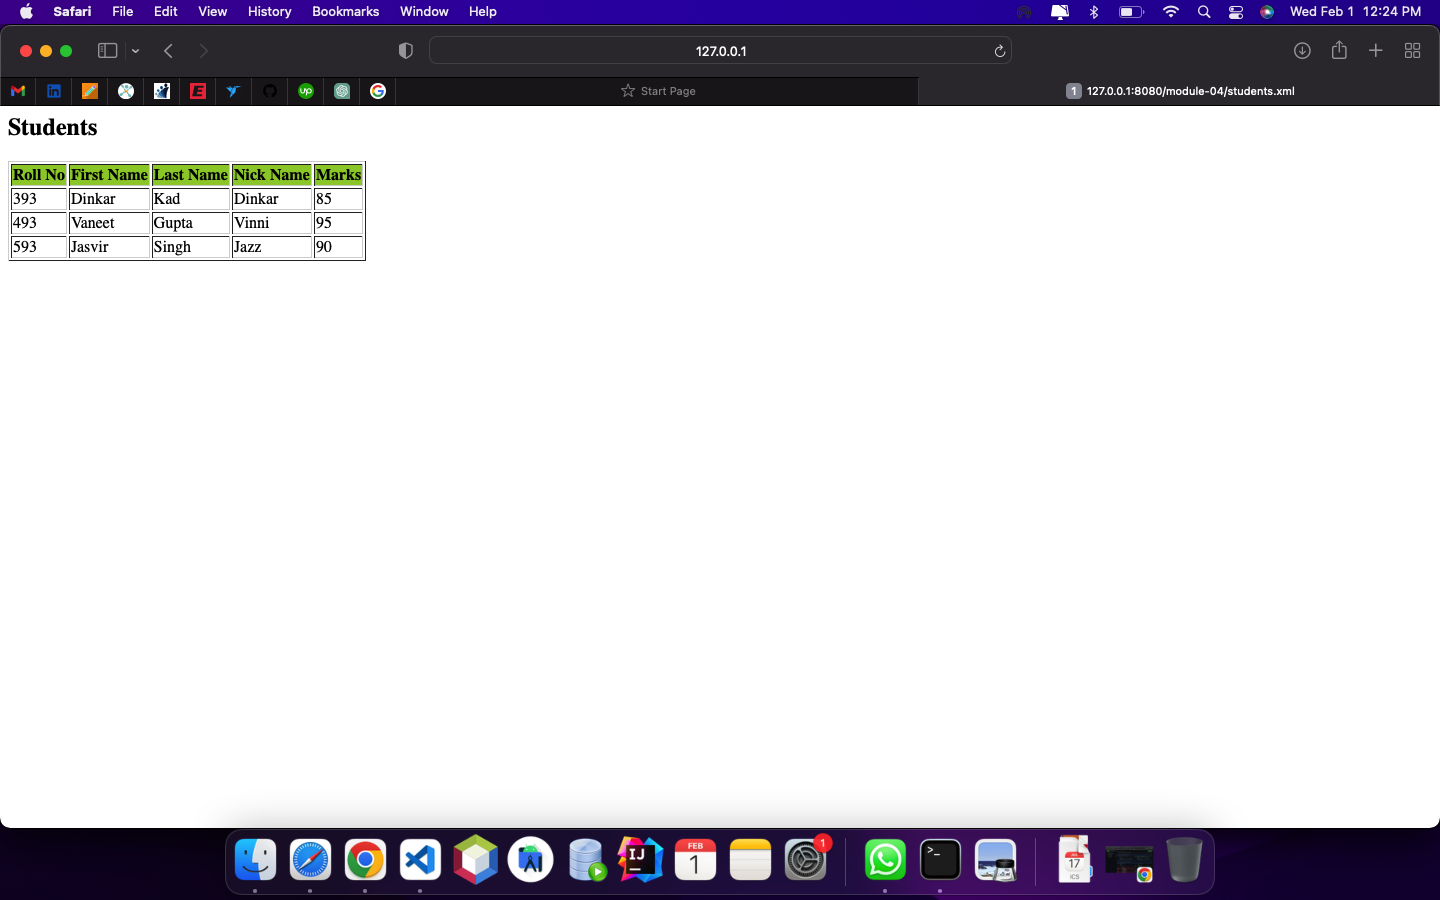 Safari File Edit View History Bookmarks Window Help Wed Feb 1 12:24 PM
127.0.0.1
Start Page
1 127.0.0.1:8080/module-04/students.xml
Students
Roll No First Name Last Name Nick Name Marks
393 Dinkar Kad Dinkar 85
493 Vaneet Gupta Vinni 95
593 Jasvir Singh Jazz 90
IJ
FEB
1
1
>_
17
ICS